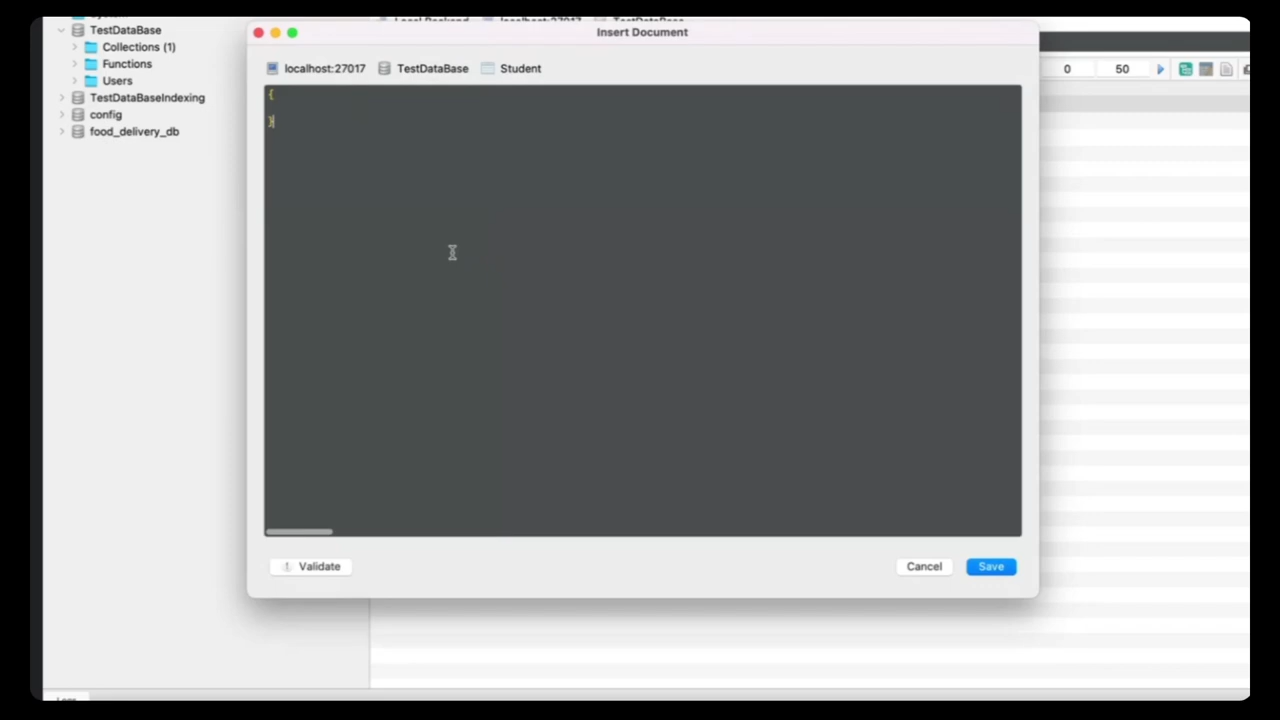 TestDataBase
Collections (1)
Functions
Users
TestDataBaseIndexing
config
food_delivery_db
Insert Document
localhost:27017 TestDataBase Student
{
}
Validate
Cancel Save
0 50